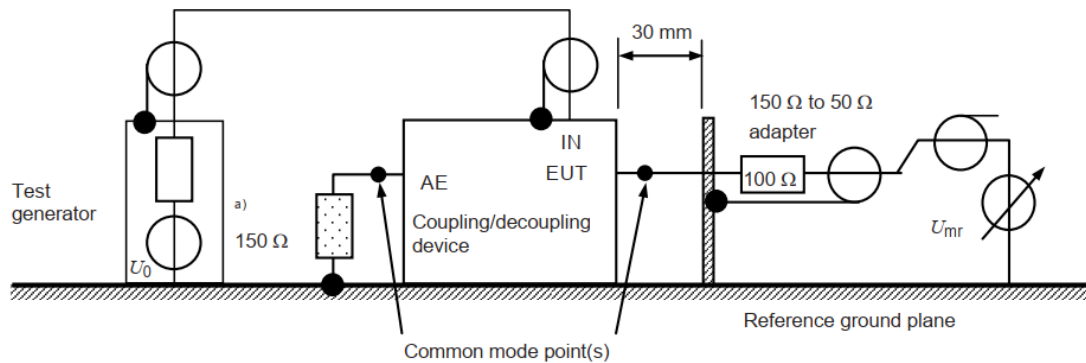 30 mm
150 Ω to 50 Ω
adapter
IN
EUT
AE
100 Ω
Test
generator
a)
150 Ω
Coupling/decoupling
device
U0
Umr
Reference ground plane
Common mode point(s)